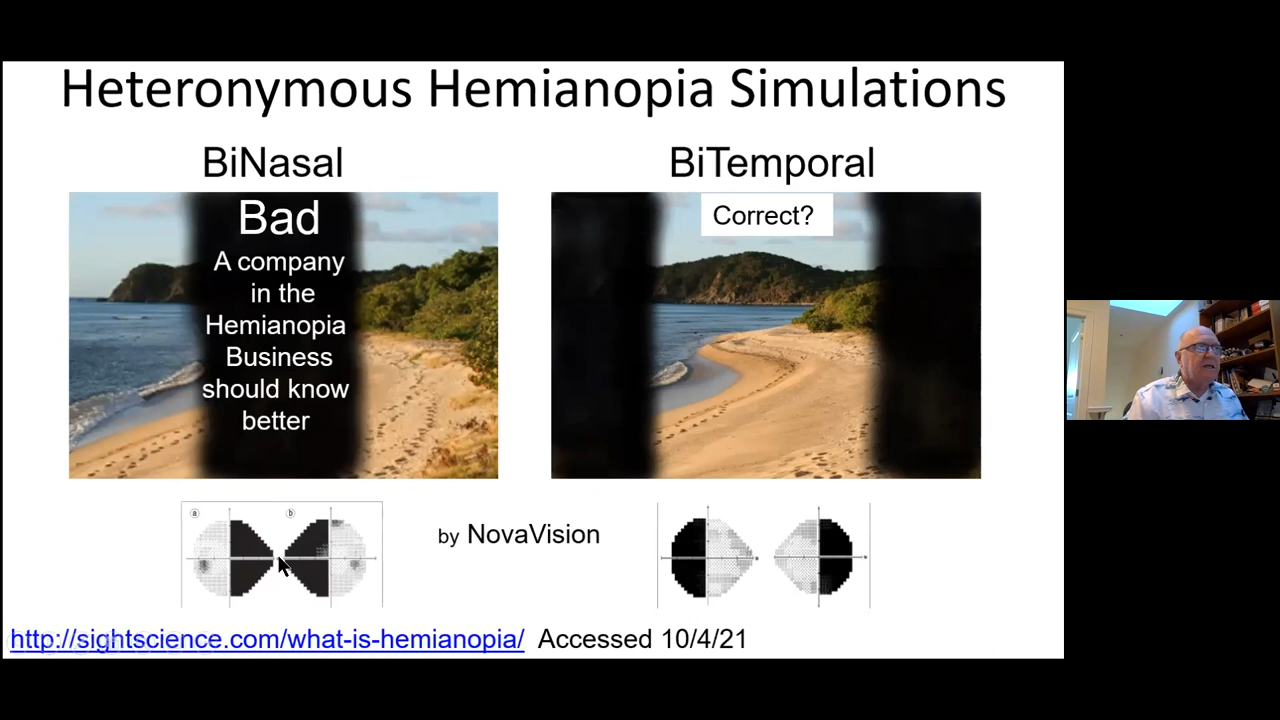 Heteronymous Hemianopia Simulations
BiNasal
BiTemporal
Bad
A company
in the
Hemianopia
Business
should know
better
Correct?
a
b
by NovaVision
http://sightscience.com/what-is-hemianopia/ Accessed 10/4/21